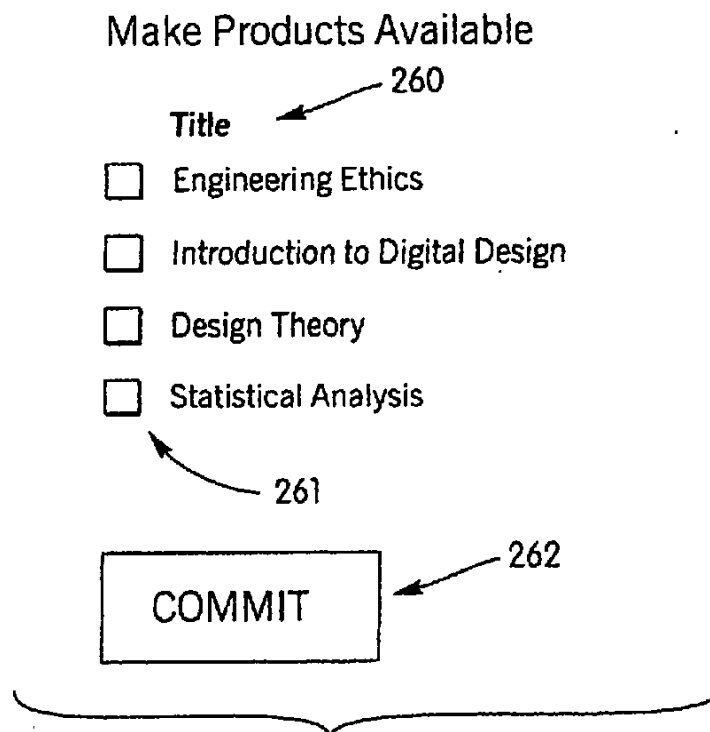 Make Products Available
260
Title
Engineering Ethics
Introduction to Digital Design
Design Theory
Statistical Analysis
261
262
COMMIT